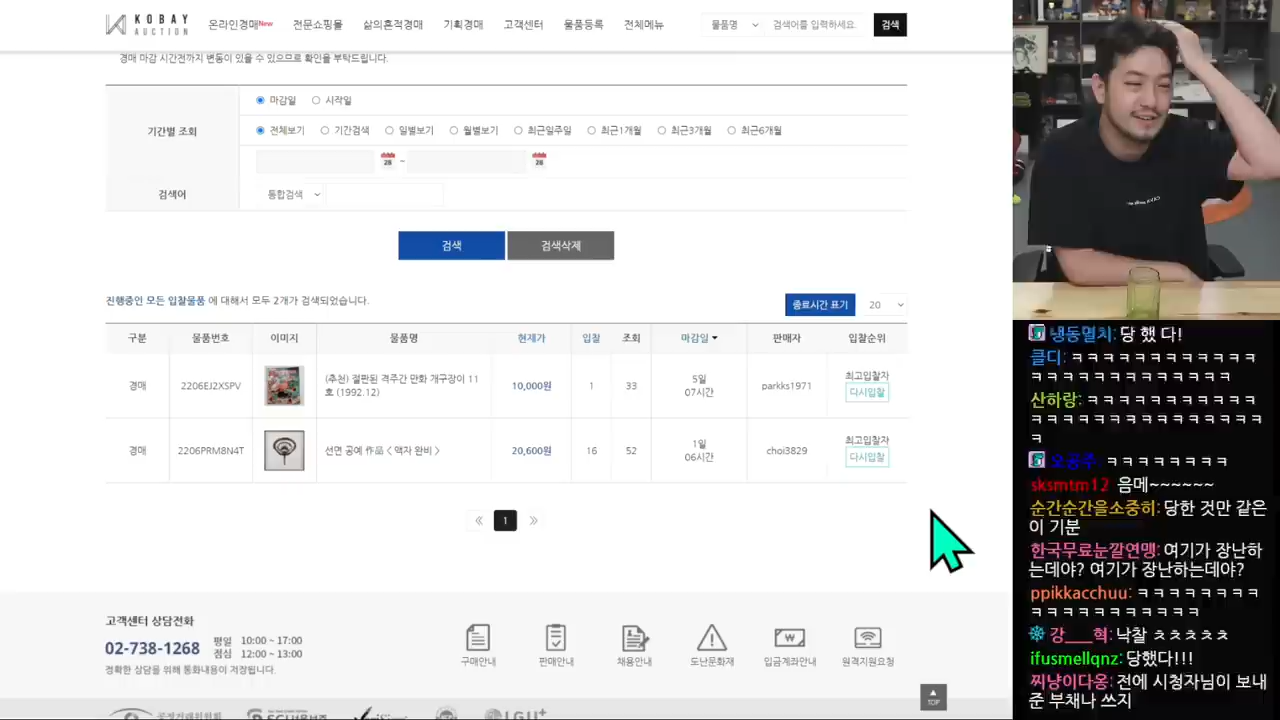 KOBAY
AUCTION
온라인경매New
전문쇼핑몰
삶의흔적경매
기획경매
고객센터
물품등록
전체메뉴
물품명
검색어를 입력하세요.
검색
경매 마감 시간전까지 변동이 있을 수 있으므로 확인을 부탁드립니다.
기간별 조회
마감일 시작일
전체보기 기간검색 일별보기 월별보기 최근일주일 최근1개월 최근3개월 최근6개월
28 - 28
검색어
통합검색
검색 검색삭제
진행중인 모든 입찰물품 에 대해서 모두 2개가 검색되었습니다.
종료시간 표기 20
구분 물품번호 이미지 물품명 현재가 입찰 조회 마감일 판매자 입찰순위
경매 2206EJ2XSPV
(추천) 절판된 격주간 만화 개구장이 11
호 (1992.12)
10,000원 1 33
5일
07시간
parkks1971
최고입찰자
다시입찰
경매 2206PRM8N4T
선면 공예 作品 < 액자 완비 >
20,600원 16 52
1일
06시간
choi3829
최고입찰자
다시입찰
« 1 »
고객센터 상담전화
02-738-1268
평일 10:00 ~ 17:00
점심 12:00 ~ 13:00
정확한 상담을 위해 통화내용이 저장됩니다.
구매안내
판매안내
채용안내
도난문화재
입금계좌안내
원격지원요청
TOP
냉동멸치: 당 했 다!
클디: ㅋㅋㅋㅋㅋㅋㅋㅋㅋㅋㅋㅋㅋ
ㅋㅋㅋㅋㅋㅋㅋㅋㅋㅋㅋㅋㅋ
산하랑: ㅋㅋㅋㅋㅋㅋㅋㅋㅋㅋㅋㅋ
ㅋㅋㅋㅋㅋㅋㅋㅋㅋㅋㅋㅋㅋㅋㅋ
ㅋ
오공주: ㅋㅋㅋㅋㅋㅋㅋㅋ
sksmtm12 음메~~~~~~
순간순간을소중히: 당한 것만 같은
이 기분
한국무료눈깔연맹: 여기가 장난하
는데야? 여기가 장난하는데야?
ppikkacchuu: ㅋㅋㅋㅋㅋㅋㅋㅋ
ㅋㅋㅋㅋㅋㅋㅋㅋㅋㅋㅋ
강___혁: 낙찰 ㅊㅊㅊㅊㅊ
ifusmellqnz: 당했다!!!
찌냥이다옹: 전에 시청자님이 보내
준 부채나 쓰지